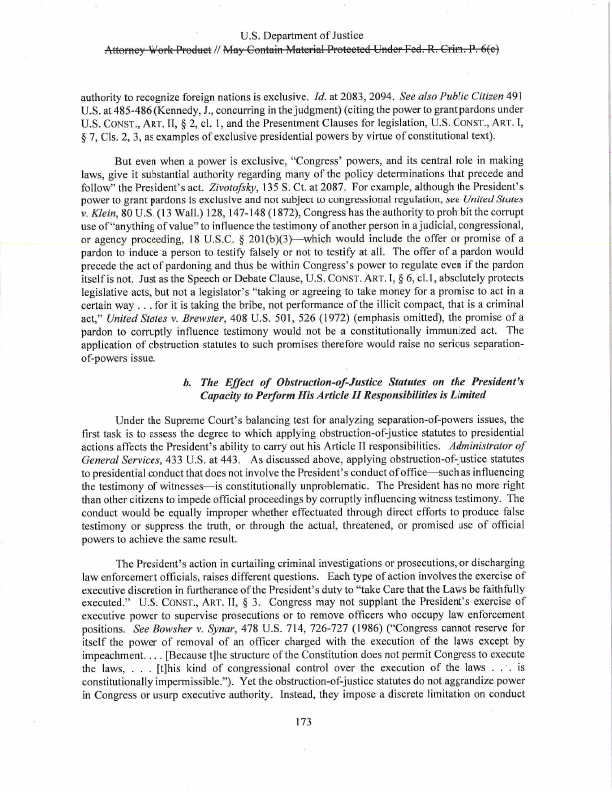 U.S. Department of Justice
Attorney Work Product // May Contain Material Protected Under Fed. R. Crim. P. 6(e)
authority to recognize foreign nations is exclusive. Id. at 2083, 2094. See also Public Citizen 491
U.S. at 485-486 (Kennedy, J., concurring in the judgment) (citing the power to grant pardons under
U.S. CONST., ART. II, § 2, cl. 1, and the Presentment Clauses for legislation, U.S. CONST., ART. I,
§ 7, Cls. 2, 3, as examples of exclusive presidential powers by virtue of constitutional text).
But even when a power is exclusive, “Congress’ powers, and its central role in making
laws, give it substantial authority regarding many of the policy determinations that precede and
follow” the President’s act. Zivotofsky, 135 S. Ct. at 2087. For example, although the President’s
power to grant pardons is exclusive and not subject to congressional regulation, see United States
v. Klein, 80 U.S. (13 Wall.) 128, 147-148 (1872), Congress has the authority to prohibit the corrupt
use of “anything of value” to influence the testimony of another person in a judicial, congressional,
or agency proceeding, 18 U.S.C. § 201(b)(3)—which would include the offer or promise of a
pardon to induce a person to testify falsely or not to testify at all. The offer of a pardon would
precede the act of pardoning and thus be within Congress’s power to regulate even if the pardon
itself is not. Just as the Speech or Debate Clause, U.S. CONST. ART. I, § 6, cl.1, absolutely protects
legislative acts, but not a legislator’s “taking or agreeing to take money for a promise to act in a
certain way . . . for it is taking the bribe, not performance of the illicit compact, that is a criminal
act,” United States v. Brewster, 408 U.S. 501, 526 (1972) (emphasis omitted), the promise of a
pardon to corruptly influence testimony would not be a constitutionally immunized act. The
application of obstruction statutes to such promises therefore would raise no serious separation-
of-powers issue.
b. The Effect of Obstruction-of-Justice Statutes on the President’s
Capacity to Perform His Article II Responsibilities is Limited
Under the Supreme Court’s balancing test for analyzing separation-of-powers issues, the
first task is to assess the degree to which applying obstruction-of-justice statutes to presidential
actions affects the President’s ability to carry out his Article II responsibilities. Administrator of
General Services, 433 U.S. at 443. As discussed above, applying obstruction-of-justice statutes
to presidential conduct that does not involve the President’s conduct of office—such as influencing
the testimony of witnesses—is constitutionally unproblematic. The President has no more right
than other citizens to impede official proceedings by corruptly influencing witness testimony. The
conduct would be equally improper whether effectuated through direct efforts to produce false
testimony or suppress the truth, or through the actual, threatened, or promised use of official
powers to achieve the same result.
The President’s action in curtailing criminal investigations or prosecutions, or discharging
law enforcement officials, raises different questions. Each type of action involves the exercise of
executive discretion in furtherance of the President’s duty to “take Care that the Laws be faithfully
executed.” U.S. CONST., ART. II, § 3. Congress may not supplant the President’s exercise of
executive power to supervise prosecutions or to remove officers who occupy law enforcement
positions. See Bowsher v. Synar, 478 U.S. 714, 726-727 (1986) (“Congress cannot reserve for
itself the power of removal of an officer charged with the execution of the laws except by
impeachment. . . . [Because t]he structure of the Constitution does not permit Congress to execute
the laws, . . . [t]his kind of congressional control over the execution of the laws . . . is
constitutionally impermissible.”). Yet the obstruction-of-justice statutes do not aggrandize power
in Congress or usurp executive authority. Instead, they impose a discrete limitation on conduct
173